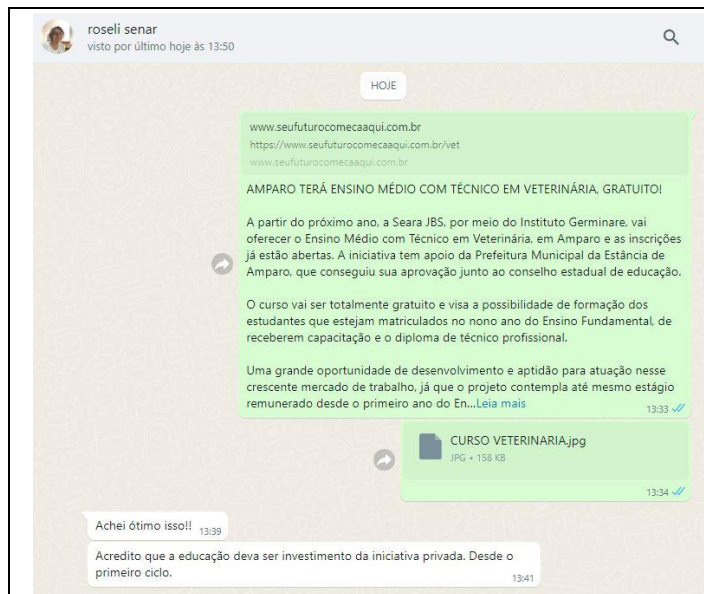 roseli senar
visto por último hoje às 13:50
HOJE
www.seufuturocomecaaqui.com.br
https://www.seufuturocomecaaqui.com.br/vet
www.seufuturocomecaaqui.com.br
AMPARO TERÁ ENSINO MÉDIO COM TÉCNICO EM VETERINÁRIA, GRATUITO!
A partir do próximo ano, a Seara JBS, por meio do Instituto Germinare, vai
oferecer o Ensino Médio com Técnico em Veterinária, em Amparo e as inscrições
já estão abertas. A iniciativa tem apoio da Prefeitura Municipal da Estância de
Amparo, que conseguiu sua aprovação junto ao conselho estadual de educação.
O curso vai ser totalmente gratuito e visa a possibilidade de formação dos
estudantes que estejam matriculados no nono ano do Ensino Fundamental, de
receberem capacitação e o diploma de técnico profissional.
Uma grande oportunidade de desenvolvimento e aptidão para atuação nesse
crescente mercado de trabalho, já que o projeto contempla até mesmo estágio
remunerado desde o primeiro ano do En...Leia mais
13:33
CURSO VETERINARIA.jpg
JPG • 158 KB
13:34
Achei ótimo isso!! 13:39
Acredito que a educação deva ser investimento da iniciativa privada. Desde o
primeiro ciclo.
13:41